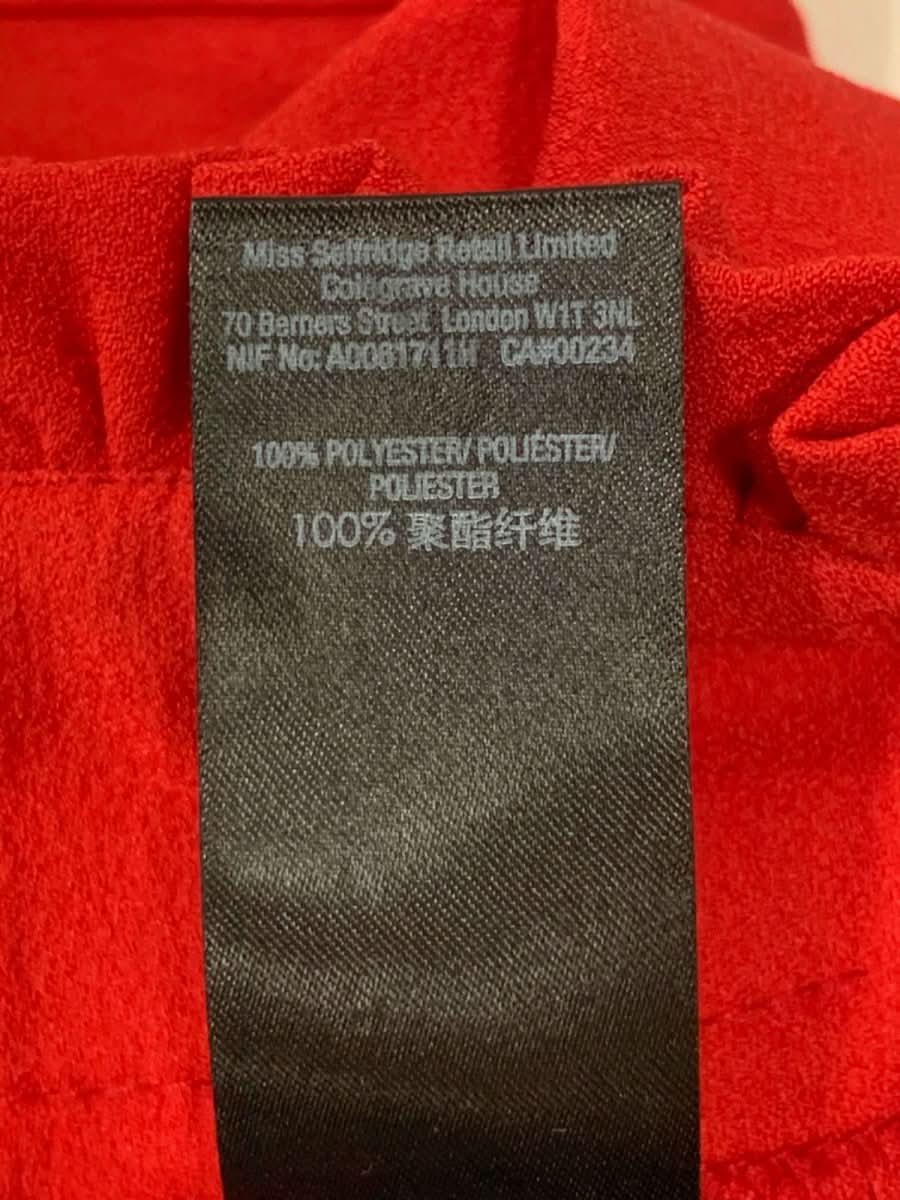 Miss Selfridge Retail Limited
Colegrave House
70 Berners Street London W1T 3NL
NIF No: CA#00234
100% POLYESTER/ POLIÉSTER/
POLIESTER
100% 聚酯纤维